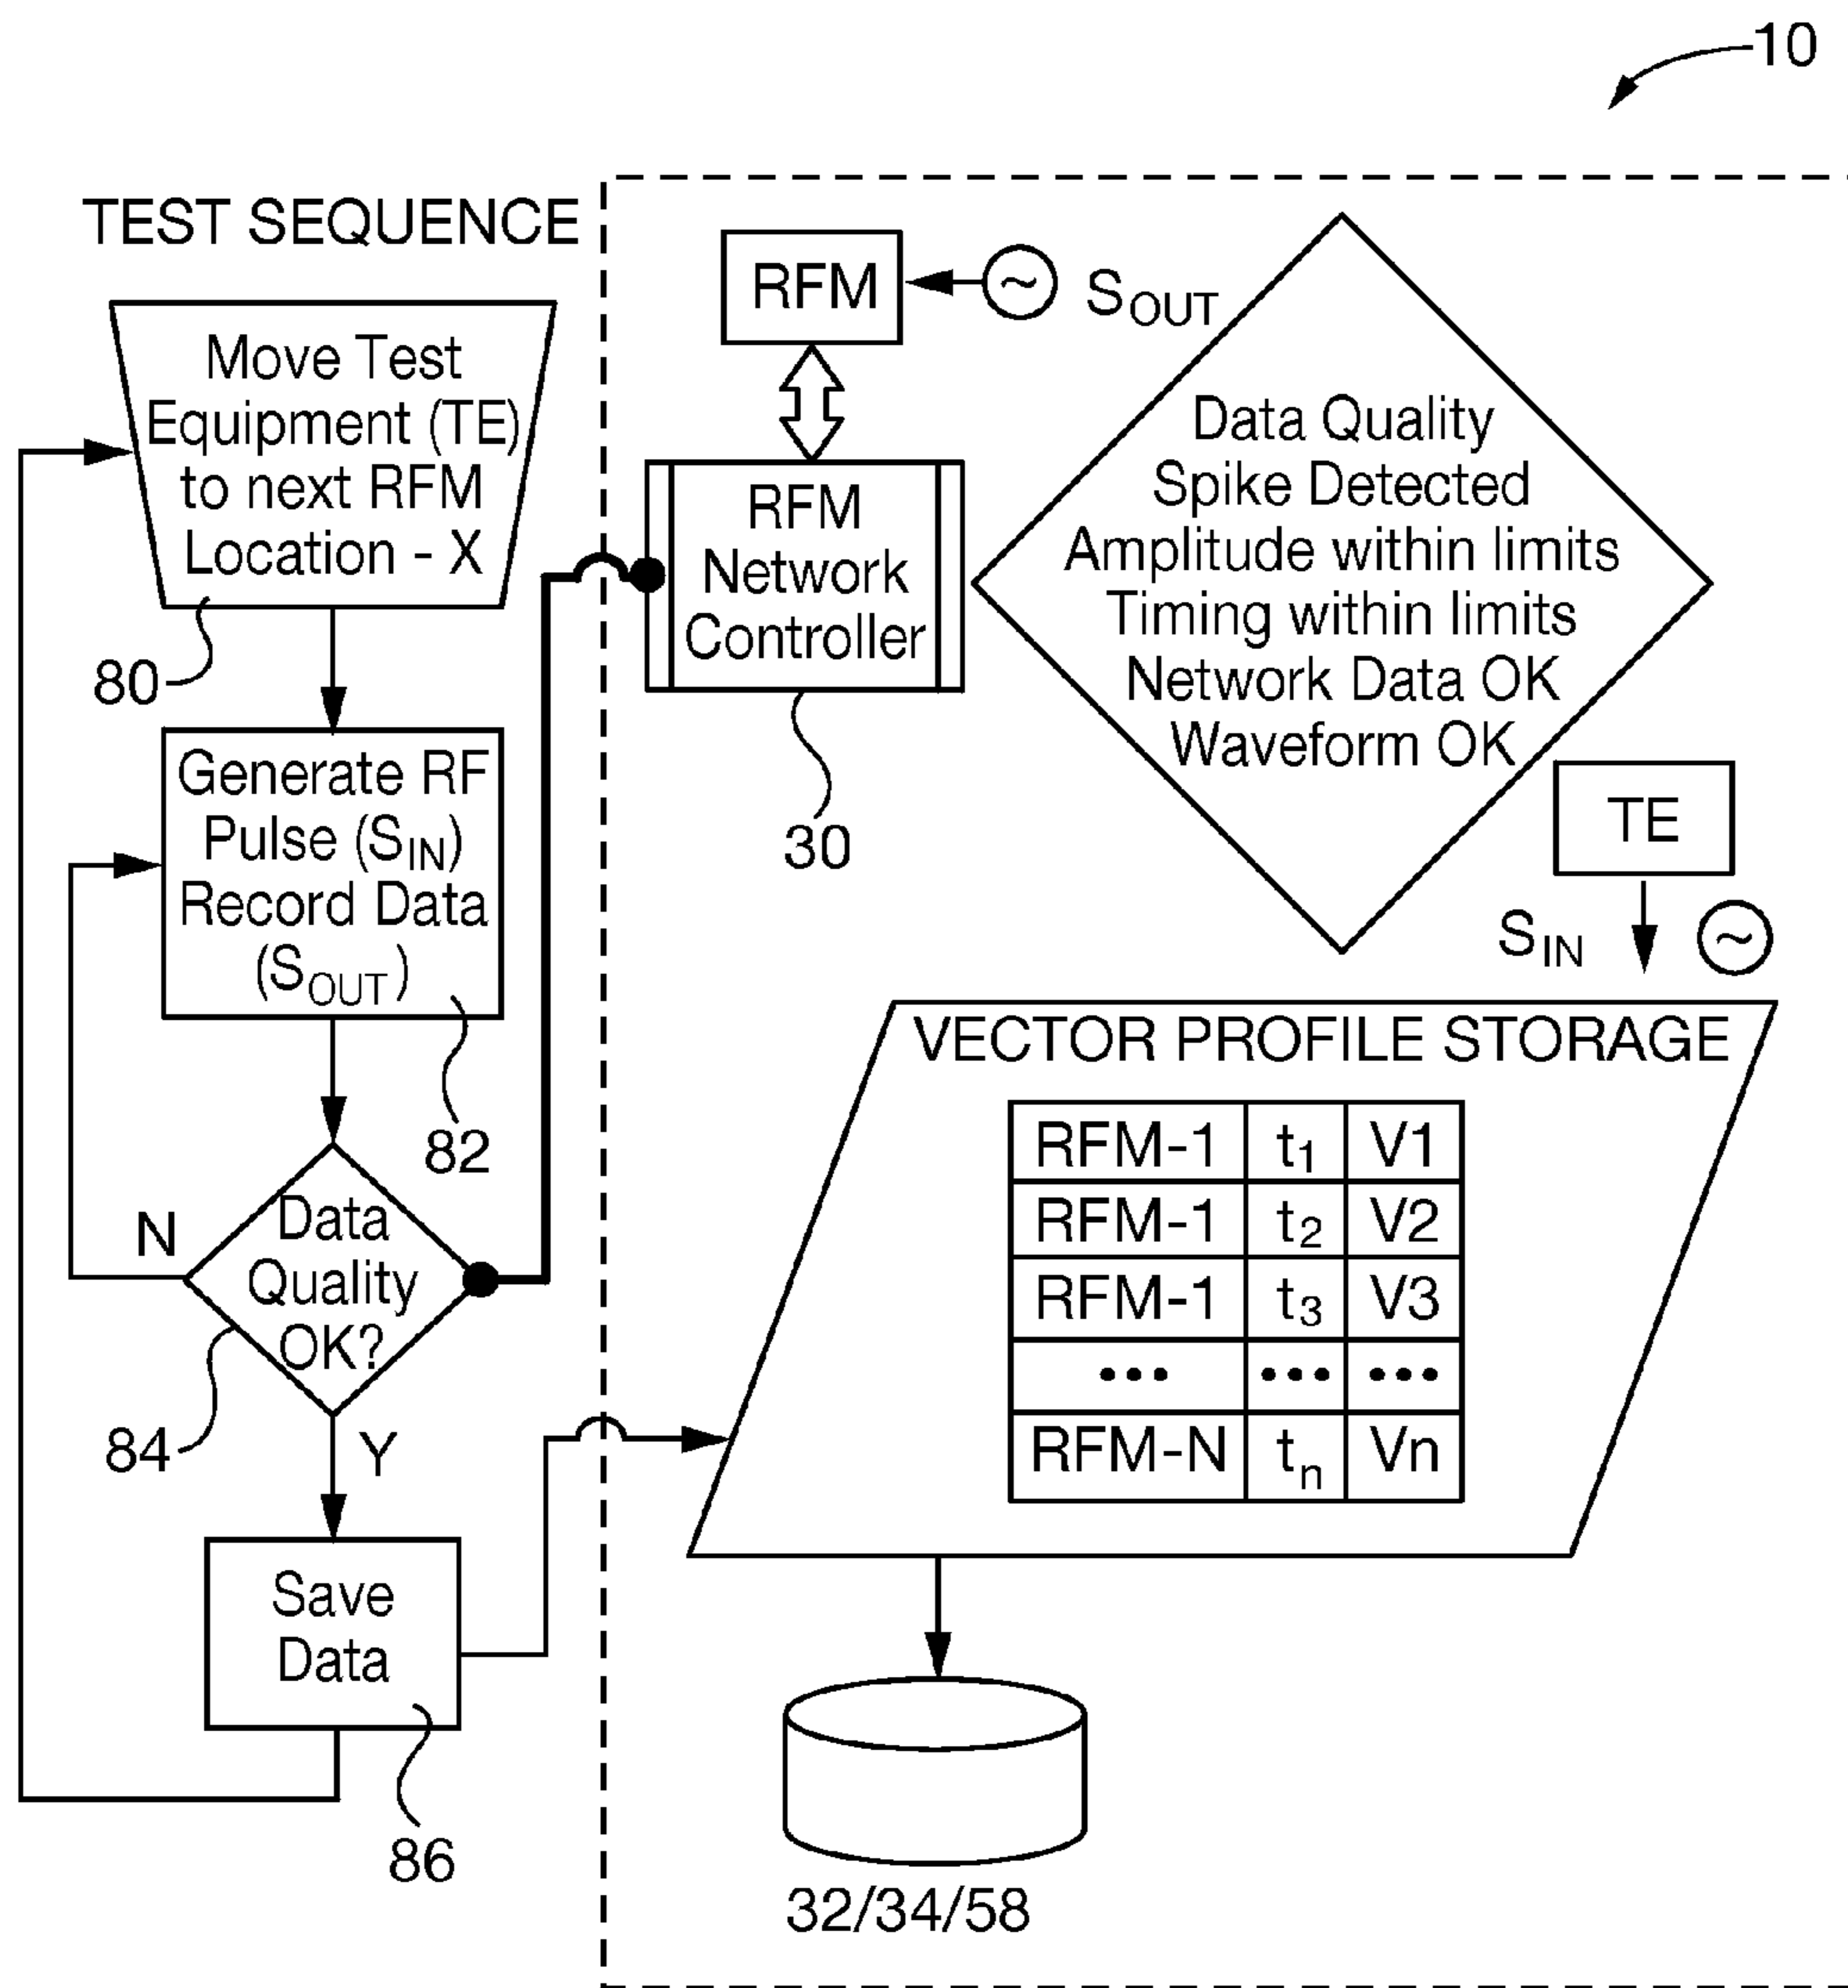 10
TEST SEQUENCE
Move Test
Equipment (TE)
to next RFM
Location - X
80
Generate RF
Pulse (SIN)
Record Data
(SOUT)
82
Data
Quality
OK?
N
84
Y
Save
Data
86
RFM
~
SOUT
RFM
Network
Controller
30
Data Quality
Spike Detected
Amplitude within limits
Timing within limits
Network Data OK
Waveform OK
TE
SIN
~
VECTOR PROFILE STORAGE
RFM-1 t1 V1
RFM-1 t2 V2
RFM-1 t3 V3
••• ••• •••
RFM-N tn Vn
32/34/58